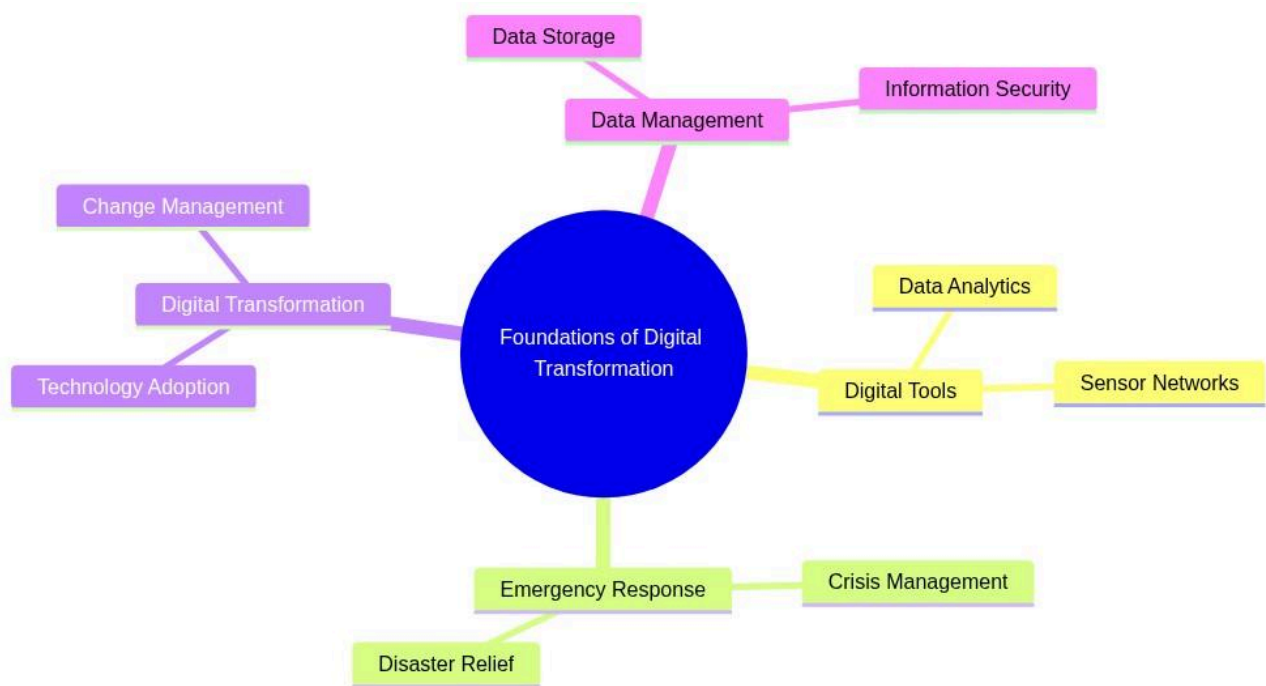 Data Storage
Information Security
Data Management
Change Management
Data Analytics
Digital Transformation
Foundations of Digital
Transformation
Technology Adoption
Digital Tools
Sensor Networks
Emergency Response
Crisis Management
Disaster Relief